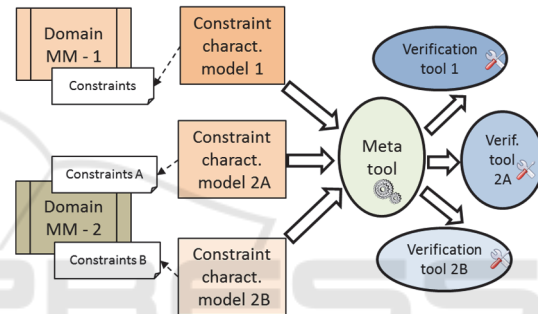 Domain
MM - 1
Constraints
Constraint
charact.
model 1
Constraints A
Domain
MM - 2
Constraints B
Constraint
charact.
model 2A
Constraint
charact.
model 2B
Meta
tool
Verification
tool 1
Verif.
tool
2A
Verification
tool 2B
PRESS